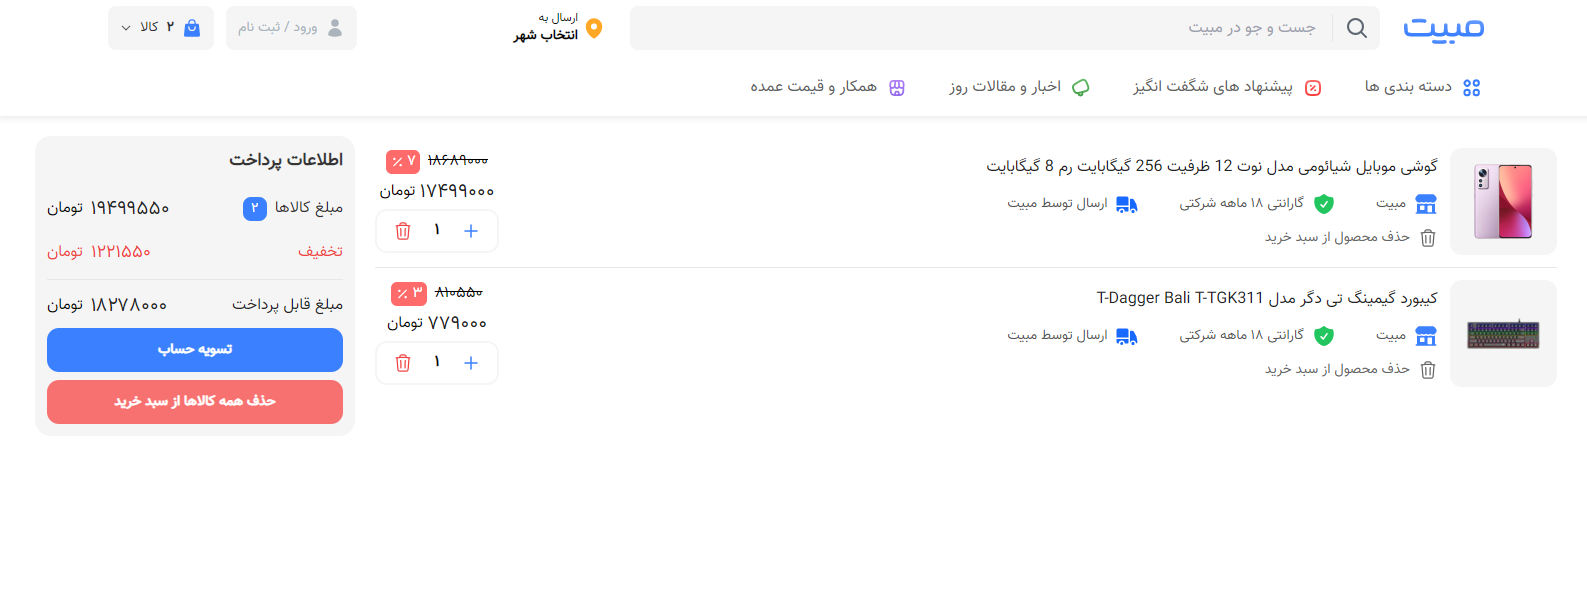 مبیت
جست و جو در مبیت
ارسال به
انتخاب شهر
ورود / ثبت نام
۲ کالا
دسته بندی ها
پیشنهاد های شگفت انگیز
اخبار و مقالات روز
همکار و قیمت عمده
گوشی موبایل شیائومی مدل نوت 12 ظرفیت 256 گیگابایت رم 8 گیگابایت
مبیت
گارانتی ۱۸ ماهه شرکتی
ارسال توسط مبیت
حذف محصول از سبد خرید
۱۸۶۸۹۰۰۰
۷ ٪
۱۷۴۹۹۰۰۰ تومان
۱
کیبورد گیمینگ تی دگر مدل T-Dagger Bali T-TGK311
مبیت
گارانتی ۱۸ ماهه شرکتی
ارسال توسط مبیت
حذف محصول از سبد خرید
۸۱۰۵۵۰
۳ ٪
۷۷۹۰۰۰ تومان
۱
اطلاعات پرداخت
مبلغ کالاها ۲
۱۹۴۹۹۵۵۰ تومان
تخفیف
۱۲۲۱۵۵۰ تومان
مبلغ قابل پرداخت
۱۸۲۷۸۰۰۰ تومان
تسویه حساب
حذف همه کالاها از سبد خرید